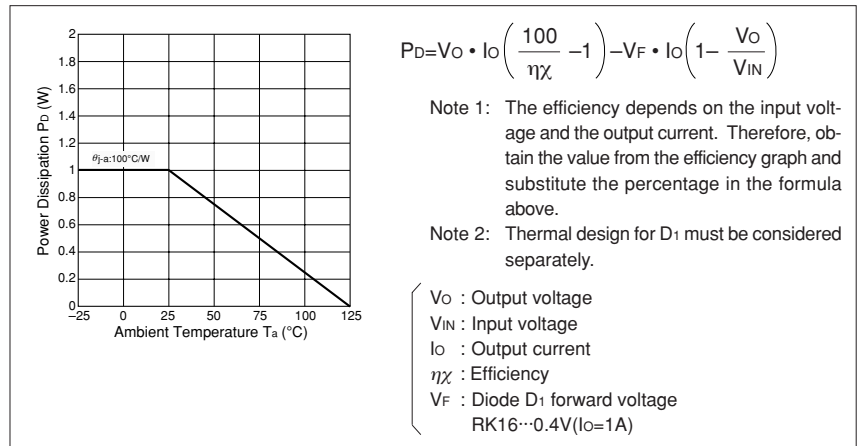 2
1.8
1.6
1.4
1.2
1
0.8
0.6
0.4
0.2
0
Power Dissipation PD (W)
θj-a:100°C/W
–25 0 25 50 75 100 125
Ambient Temperature Ta (°C)
PD=VO • IO( 100/ηχ –1 )–VF • IO(1– VO/VIN)
Note 1: The efficiency depends on the input volt-
age and the output current. Therefore, ob-
tain the value from the efficiency graph and
substitute the percentage in the formula
above.
Note 2: Thermal design for D1 must be considered
separately.
VO : Output voltage
VIN : Input voltage
IO : Output current
ηχ : Efficiency
VF : Diode D1 forward voltage
RK16···0.4V(IO=1A)